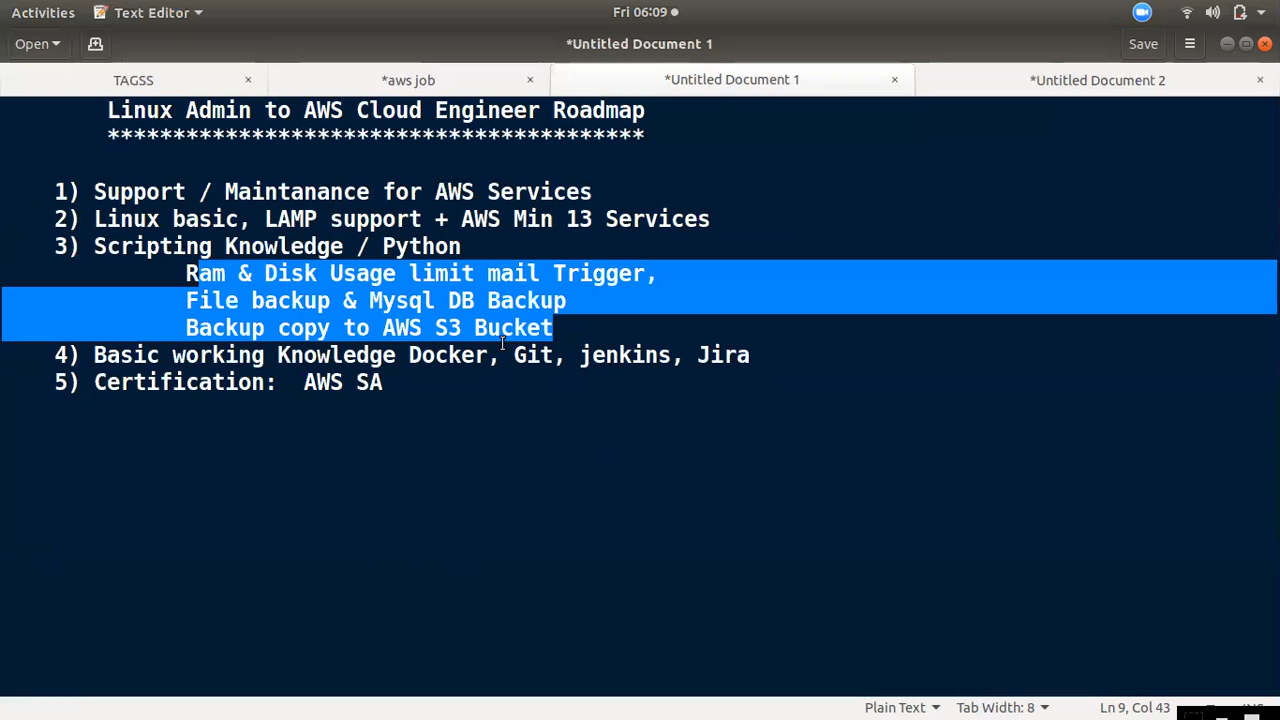 Activities Text Editor Fri 06:09
Open *Untitled Document 1 Save
TAGSS *aws job *Untitled Document 1 *Untitled Document 2
Linux Admin to AWS Cloud Engineer Roadmap
*****************************************
1) Support / Maintanance for AWS Services
2) Linux basic, LAMP support + AWS Min 13 Services
3) Scripting Knowledge / Python
Ram & Disk Usage limit mail Trigger,
File backup & Mysql DB Backup
Backup copy to AWS S3 Bucket
4) Basic working Knowledge Docker, Git, jenkins, Jira
5) Certification: AWS SA
Plain Text Tab Width: 8 Ln 9, Col 43